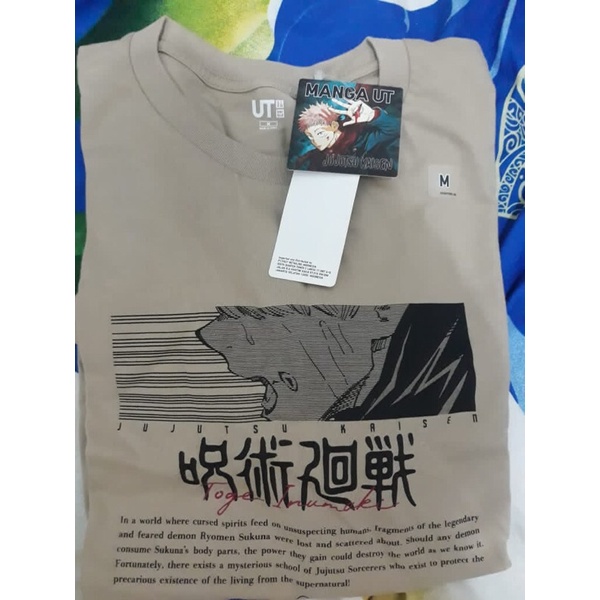 UT
MANGA UT
JUJUTSU KAISEN
M
JUJUTSU KAISEN
呪術廻戦
Toge Inumaki
In a world where cursed spirits feed on unsuspecting humans, fragments of the legendary
and feared demon Ryomen Sukuna were lost and scattered about. Should any demon
consume Sukuna's body parts, the power they gain could destroy the world as we know it.
Fortunately, there exists a mysterious school of Jujutsu Sorcerers who exist to protect the
precarious existence of the living from the supernatural!